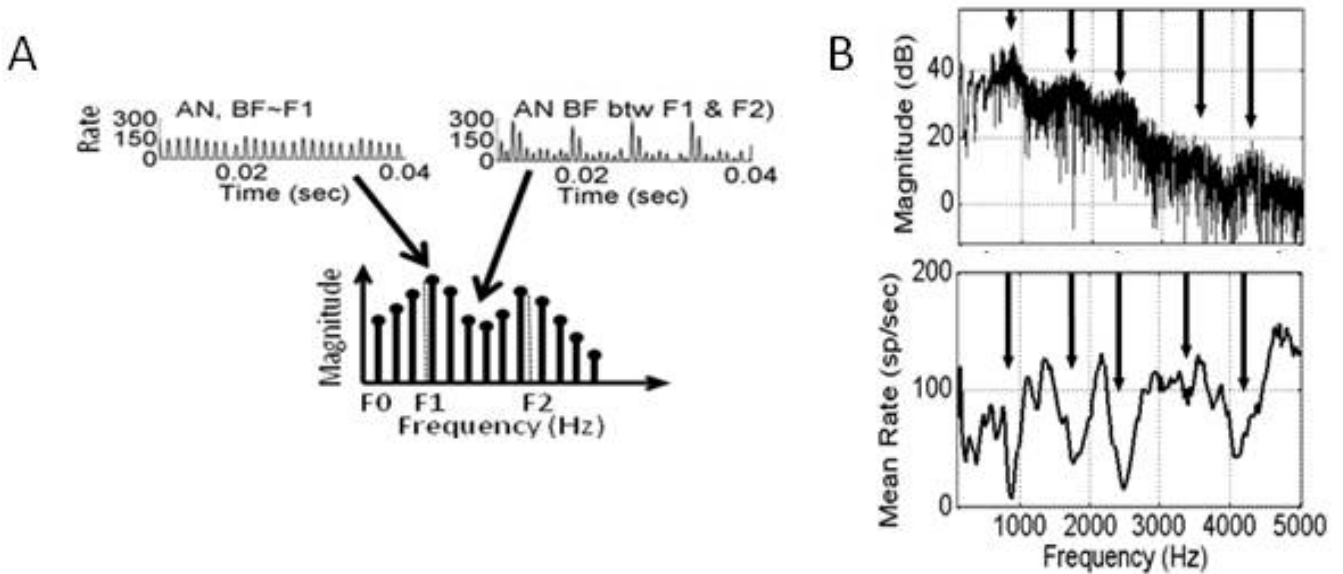 A
AN, BF~F1
Rate
300
150
0
0.02
0.04
Time (sec)
AN BF btw F1 & F2)
300
150
0
0.02
0.04
Time (sec)
Magnitude
F0
F1
F2
Frequency (Hz)
B
Magnitude (dB)
40
20
0
Mean Rate (sp/sec)
200
100
0
1000 2000 3000 4000 5000
Frequency (Hz)